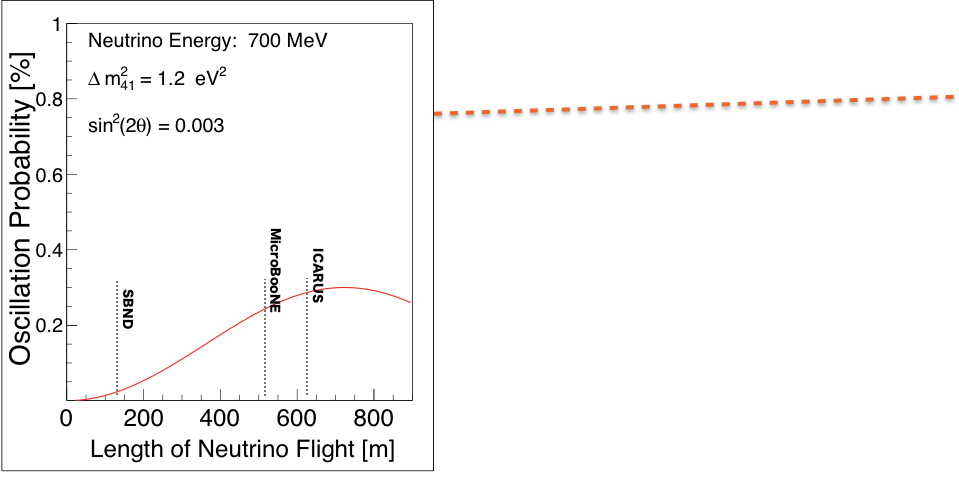 1
Neutrino Energy: 700 MeV
Δ m²₄₁ = 1.2 eV²
0.8
sin²(2θ) = 0.003
0.6
0.4
0.2
Oscillation Probability [%]
SBND
MicroBooNE
ICARUS
0 200 400 600 800
Length of Neutrino Flight [m]